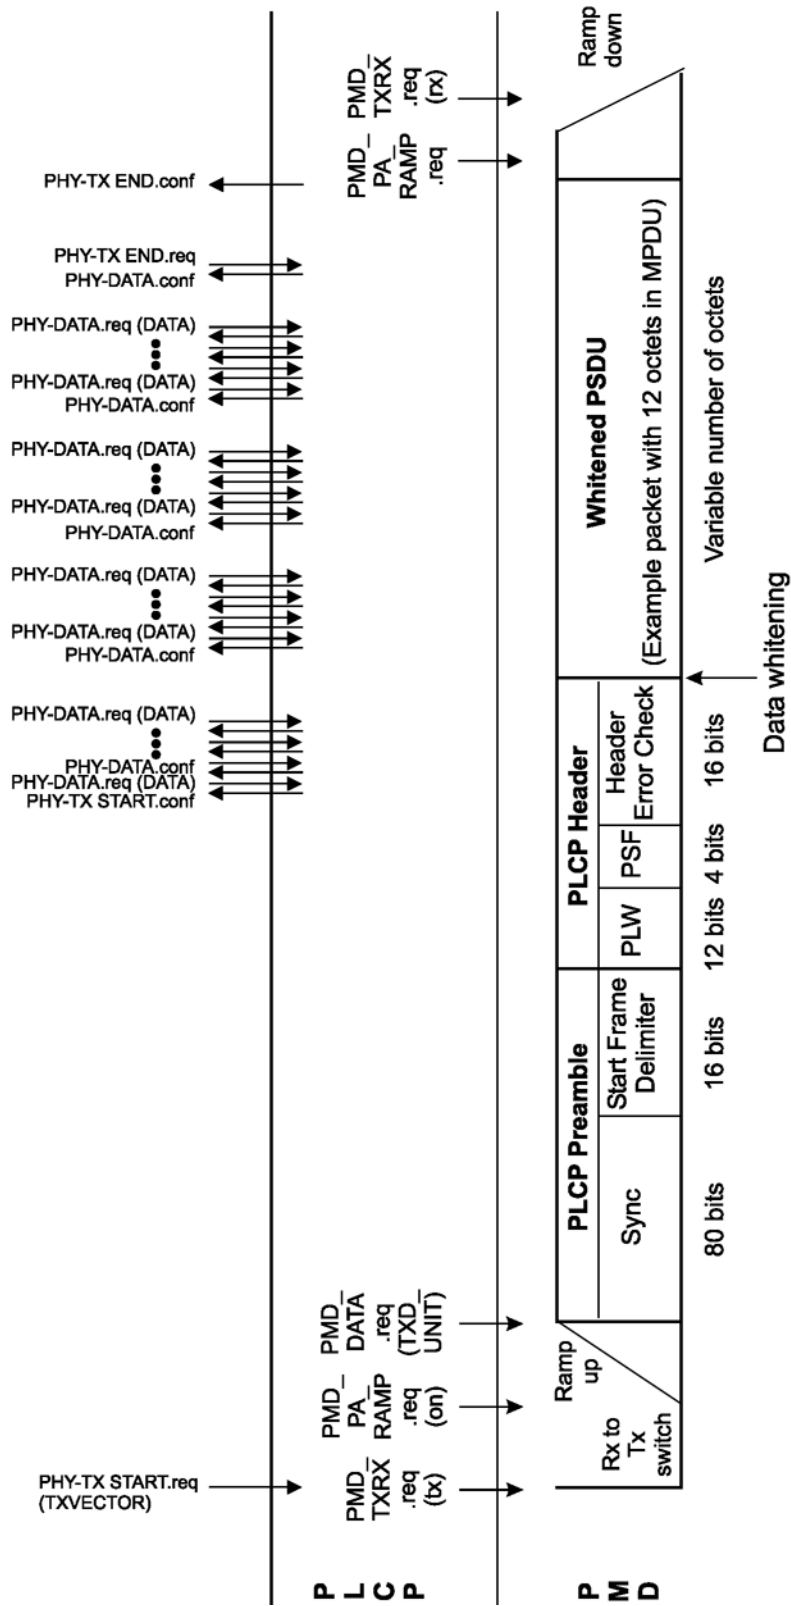 Ramp
down
PMD_
TXRX
.req
(rx)
PMD_
PA_
RAMP
.req
PHY-TX END.conf
PHY-TX END.req
PHY-DATA.conf
PHY-DATA.req (DATA)
PHY-DATA.req (DATA)
PHY-DATA.conf
PHY-DATA.req (DATA)
PHY-DATA.req (DATA)
PHY-DATA.conf
PHY-DATA.req (DATA)
PHY-DATA.req (DATA)
PHY-DATA.conf
PHY-DATA.req (DATA)
PHY-DATA.conf
PHY-DATA.req (DATA)
PHY-TX START.conf
Whitened PSDU
(Example packet with 12 octets in MPDU)
Variable number of octets
Data whitening
PLCP Header
Header
Error Check
PSF
PLW
16 bits
4 bits
12 bits
PLCP Preamble
Start Frame
Delimiter
Sync
16 bits
80 bits
PMD_
DATA
.req
(TXD_
UNIT)
PMD_
PA_
RAMP
.req
(on)
Ramp
up
PHY-TX START.req
(TXVECTOR)
PMD_
TXRX
.req
(tx)
Rx to
Tx
switch
PLCP
PMD